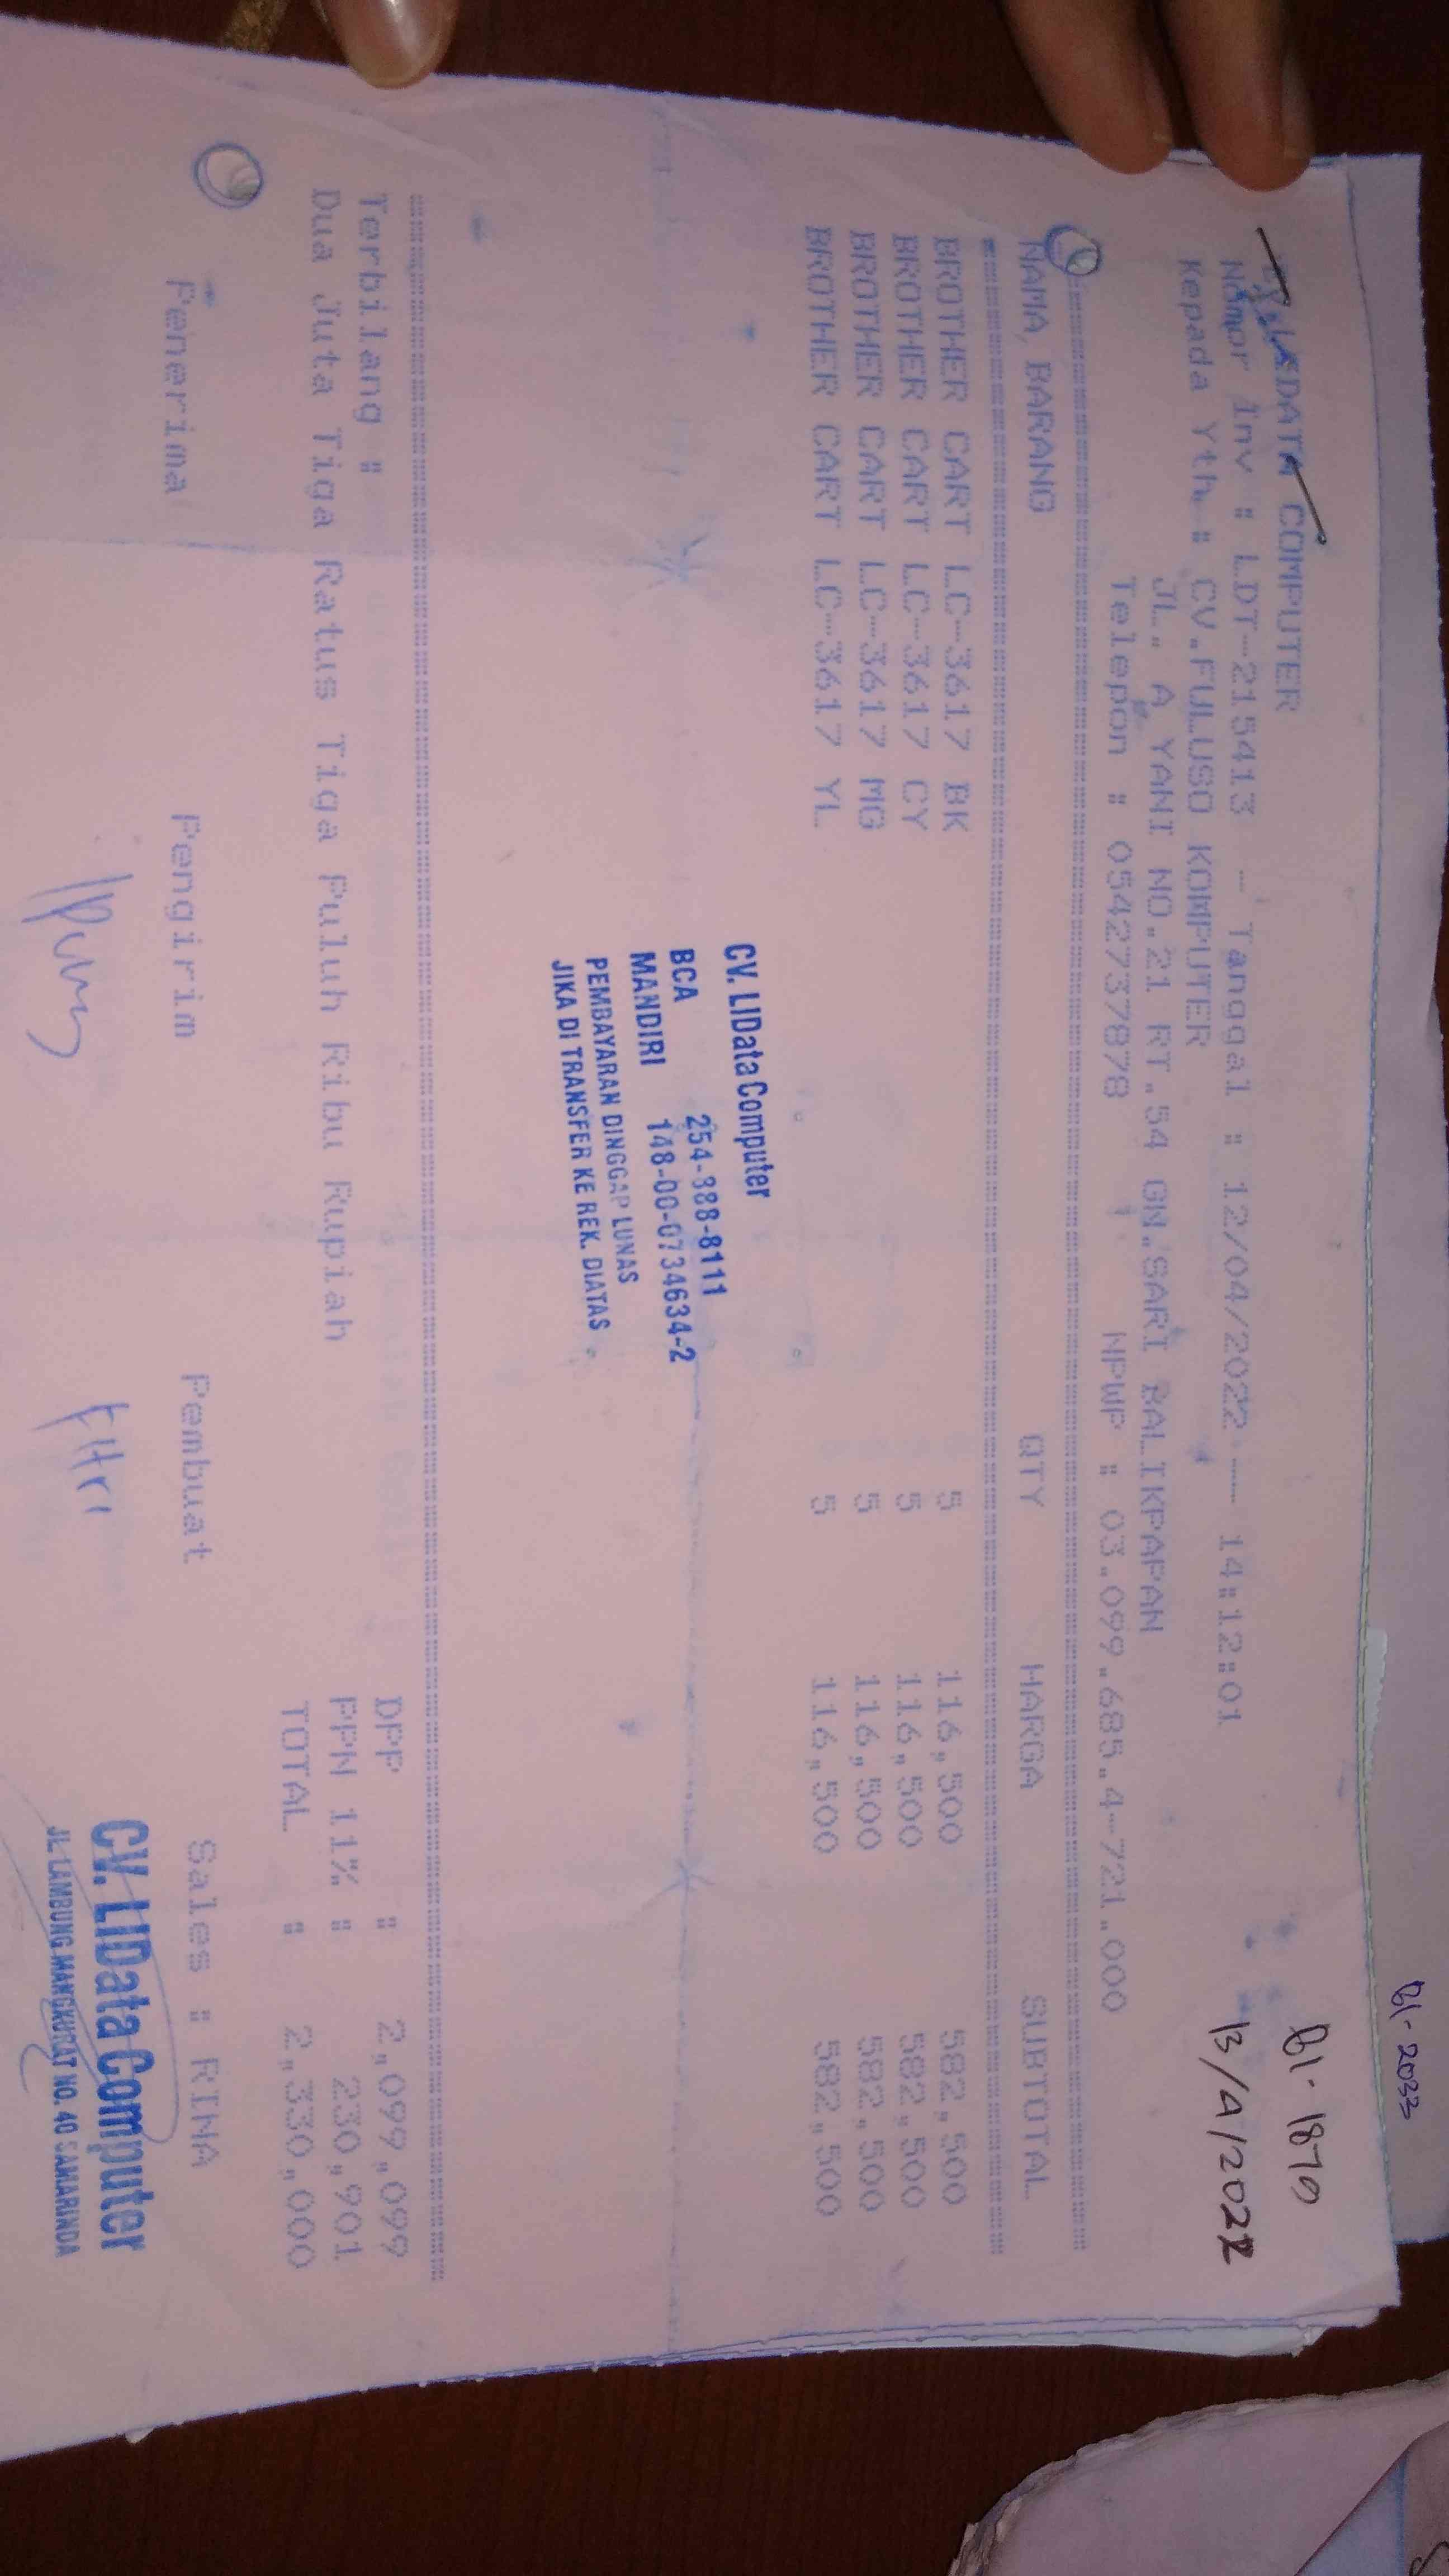 BI-2033
BI-1879
13/4/2022
COMPUTER
Nomor Inv : LDT-215413 - Tanggal : 12/04/2022 -- 14:12:01
Kepada Yth. : CV.FULUSO KOMPUTER
JL. A YANI NO.21 RT.54 GN.SARI BALIKPAPAN
Telepon : 0542737878 NPWP : 03.099.685.4-721.000
NAMA BARANG QTY HARGA SUBTOTAL
BROTHER CART LC-3617 BK 5 116,500 582,500
BROTHER CART LC-3617 CY 5 116,500 582,500
BROTHER CART LC-3617 MG 5 116,500 582,500
BROTHER CART LC-3617 YL 5 116,500 582,500
CV. LIData Computer
BCA 254-388-8111
MANDIRI 148-00-0734634-2
PEMBAYARAN DINGGAP LUNAS
JIKA DI TRANSFER KE REK. DIATAS
Terbilang :
Dua Juta Tiga Ratus Tiga Puluh Ribu Rupiah
DPP : 2,099,099
PPN 11% : 230,901
TOTAL : 2,330,000
Penerima Pengirim Pembuat Sales : RINA
Fitri
CV. LIData Computer
JL. LAMBUNG MANGKURAT NO. 40 SAMARINDA